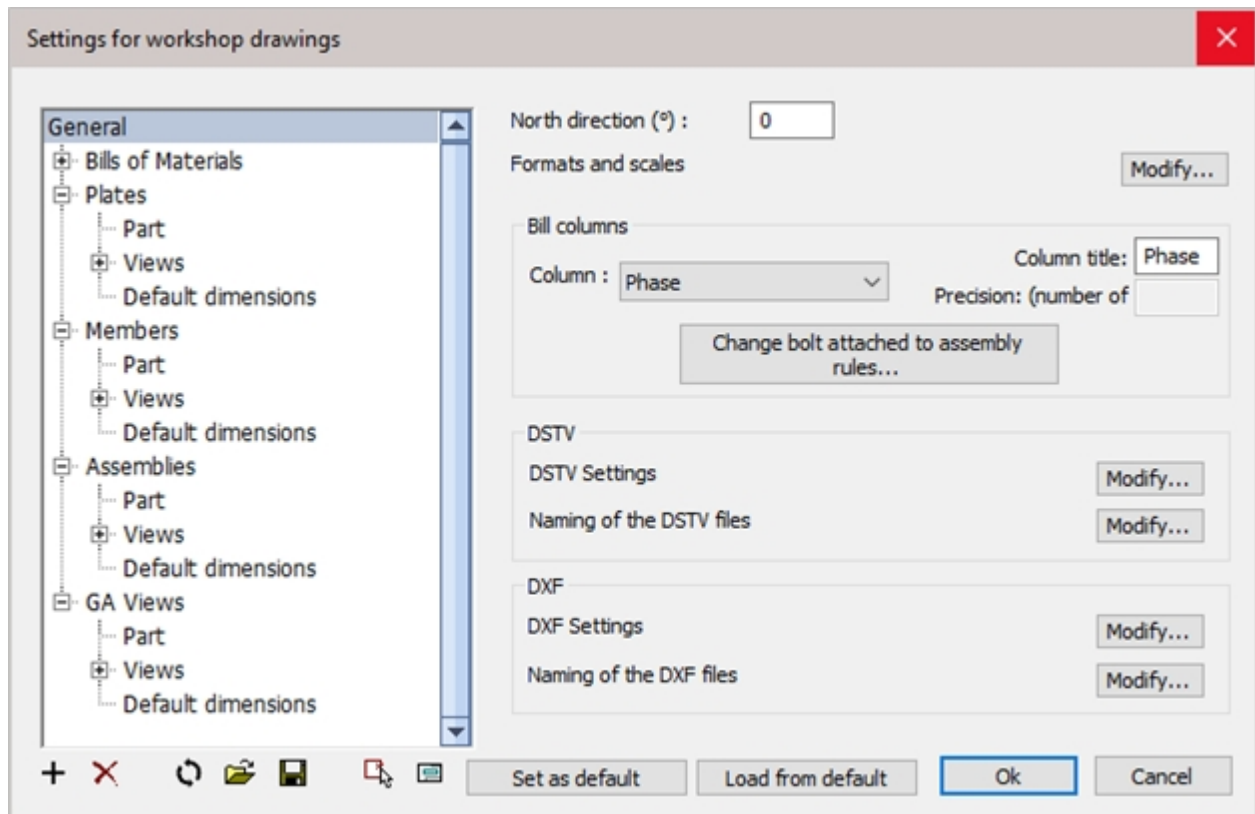 Settings for workshop drawings
General
Bills of Materials
Plates
Part
Views
Default dimensions
Members
Part
Views
Default dimensions
Assemblies
Part
Views
Default dimensions
GA Views
Part
Views
Default dimensions
North direction (°) : 0
Formats and scales Modify...
Bill columns
Column : Phase
Column title: Phase
Precision: (number of
Change bolt attached to assembly
rules...
DSTV
DSTV Settings Modify...
Naming of the DSTV files Modify...
DXF
DXF Settings Modify...
Naming of the DXF files Modify...
Set as default Load from default Ok Cancel